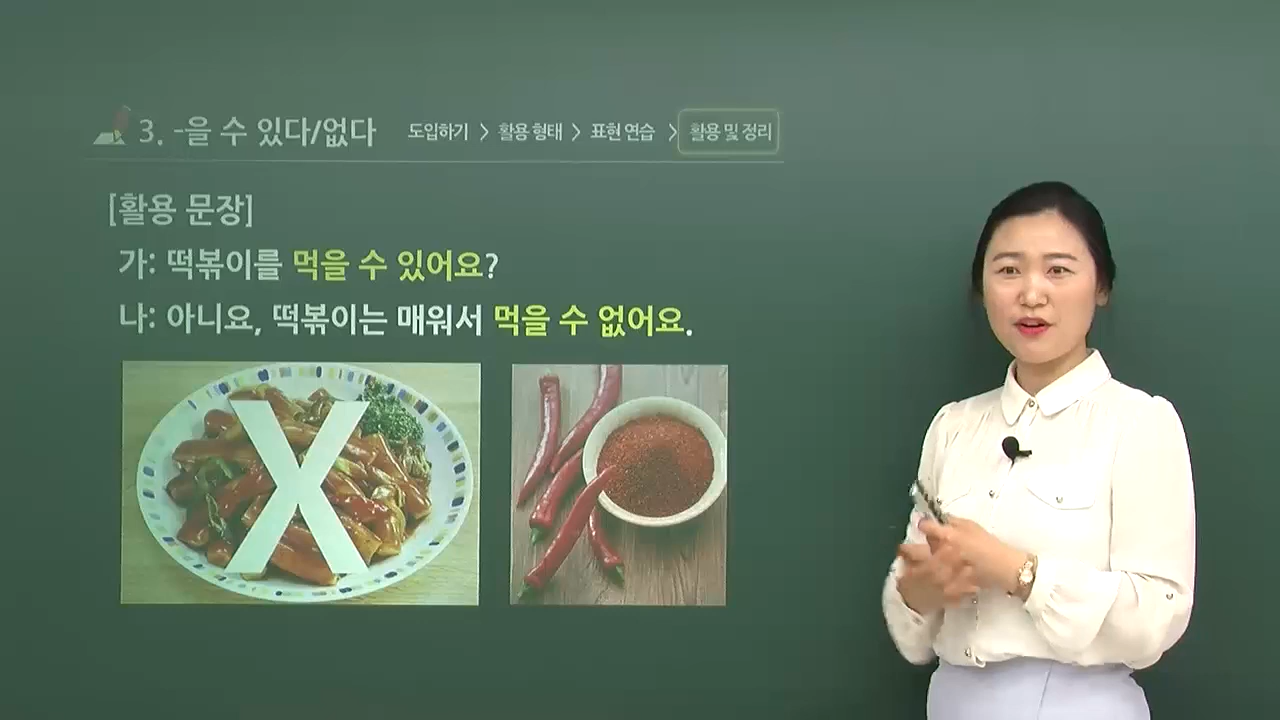 3. -을 수 있다/없다 도입하기 > 활용 형태 > 표현 연습 > 활용 및 정리
[활용 문장]
가: 떡볶이를 먹을 수 있어요?
나: 아니요, 떡볶이는 매워서 먹을 수 없어요.
X